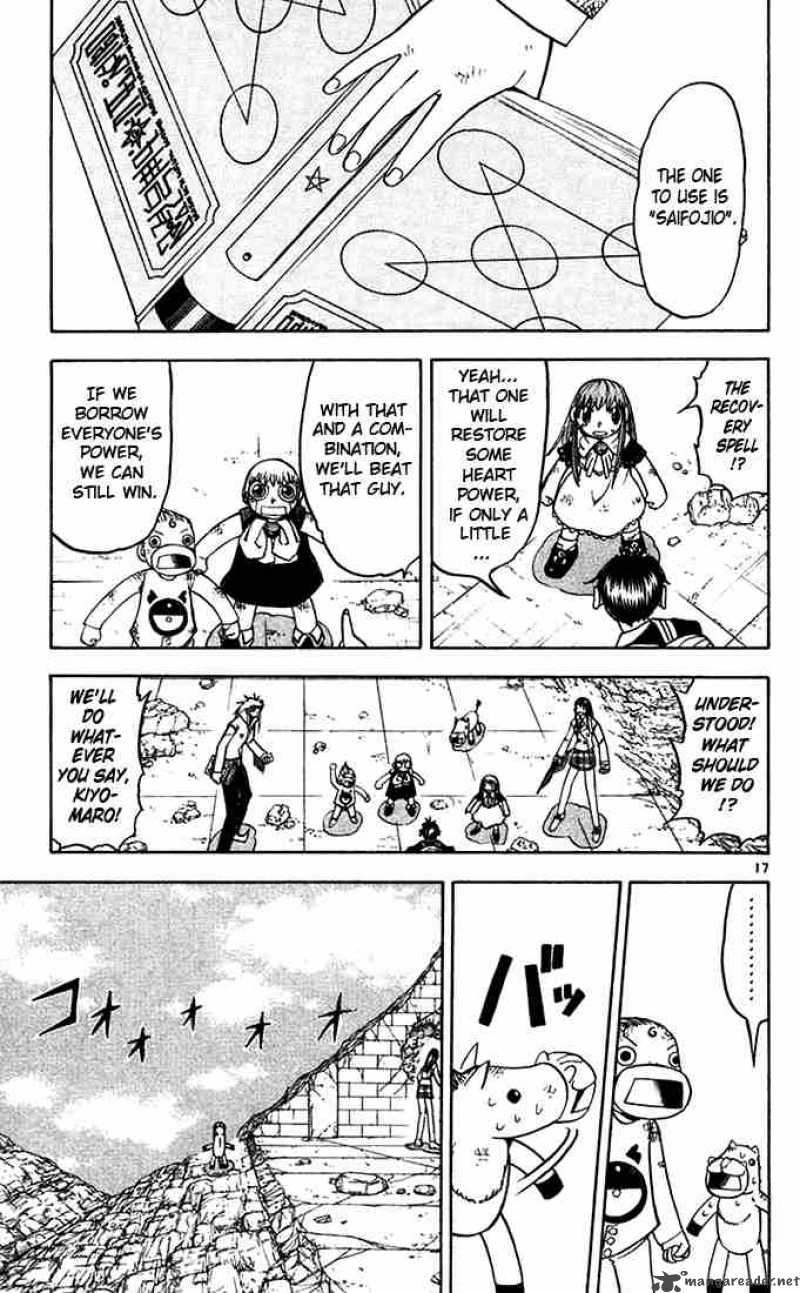 THE ONE
TO USE IS
"SAIFOJIO".
THE
RECOV-
ERY
SPELL
!?
YEAH...
THAT ONE
WILL
RESTORE
SOME
HEART
POWER,
IF ONLY A
LITTLE
...
WITH THAT
AND A COM-
BINATION,
WE'LL BEAT
THAT GUY.
IF WE
BORROW
EVERYONE'S
POWER,
WE CAN
STILL WIN.
UNDER-
STOOD!
WHAT
SHOULD
WE DO
!?
WE'LL
DO
WHAT-
EVER
YOU SAY,
KIYO-
MARO!
17
.........
バッ
コォォォォォ
mangareader.net